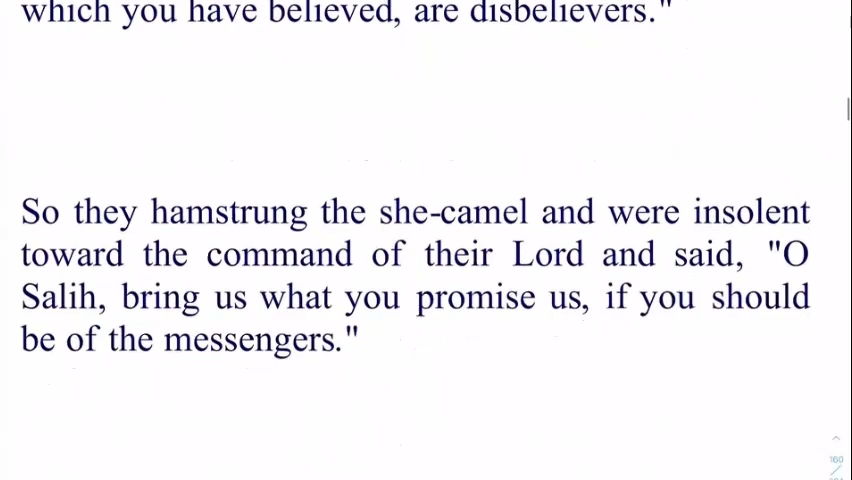 which you have believed, are disbelievers."
So they hamstrung the she-camel and were insolent
toward the command of their Lord and said, "O
Salih, bring us what you promise us, if you should
be of the messengers."
160